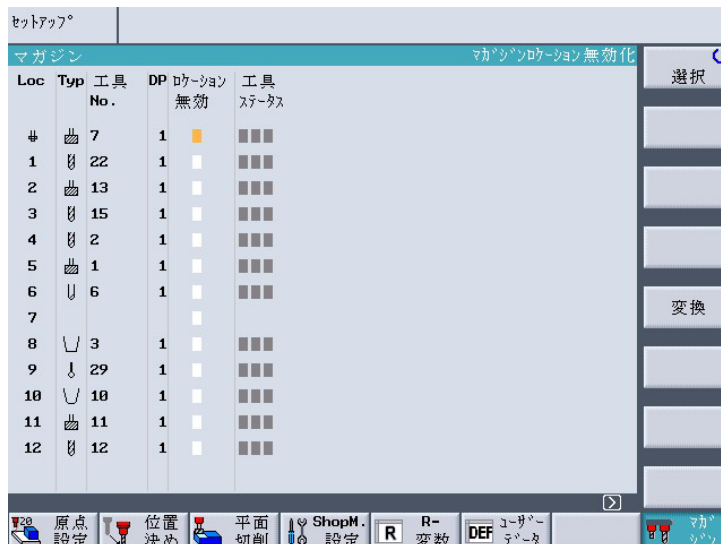 ｾｯﾄｱｯﾌﾟ
マガジン ﾏｶﾞｼﾞﾝﾛｹｰｼｮﾝ無効化
Loc Typ 工具 DP ﾛｹｰｼｮﾝ 工具
No. 無効 ｽﾃｰﾀｽ
7 1
1 22 1
2 13 1
3 15 1
4 2 1
5 1 1
6 6 1
7
8 3 1
9 29 1
10 10 1
11 11 1
12 12 1
選択
変換
原点
設定
位置
決め
平面
切削
ShopM.
設定
R R-
変数
DEF ﾕｰｻﾞｰ
ﾃﾞｰﾀ
ﾏｶﾞ
ｼﾞﾝ